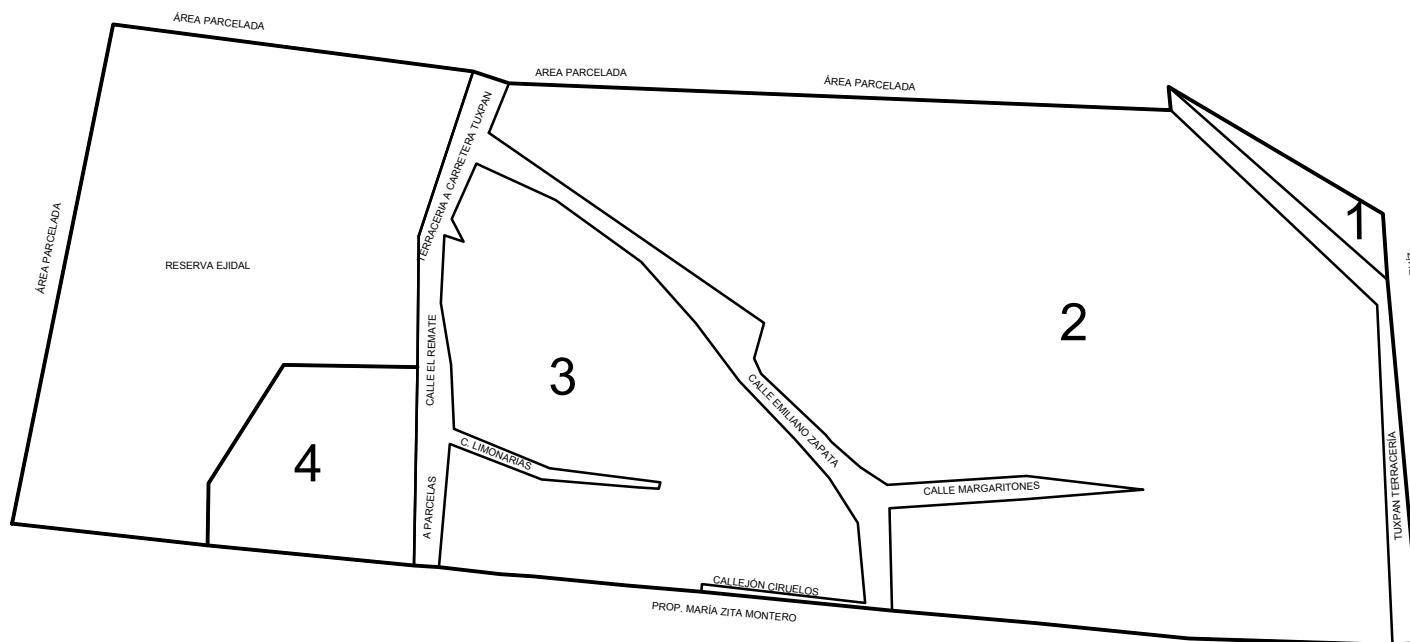 ÁREA PARCELADA
AREA PARCELADA
ÁREA PARCELADA
ÁREA PARCELADA
TERRACERIA A CARRETERA TUXPAN
1
RESERVA EJIDAL
2
3
CALLE EL REMATE
CALLE EMILIANO ZAPATA
C. LIMONARIAS
4
CALLE MARGARITONES
A PARCELAS
TUXPAN TERRACERÍA
CALLEJÓN CIRUELOS
PROP. MARÍA ZITA MONTERO